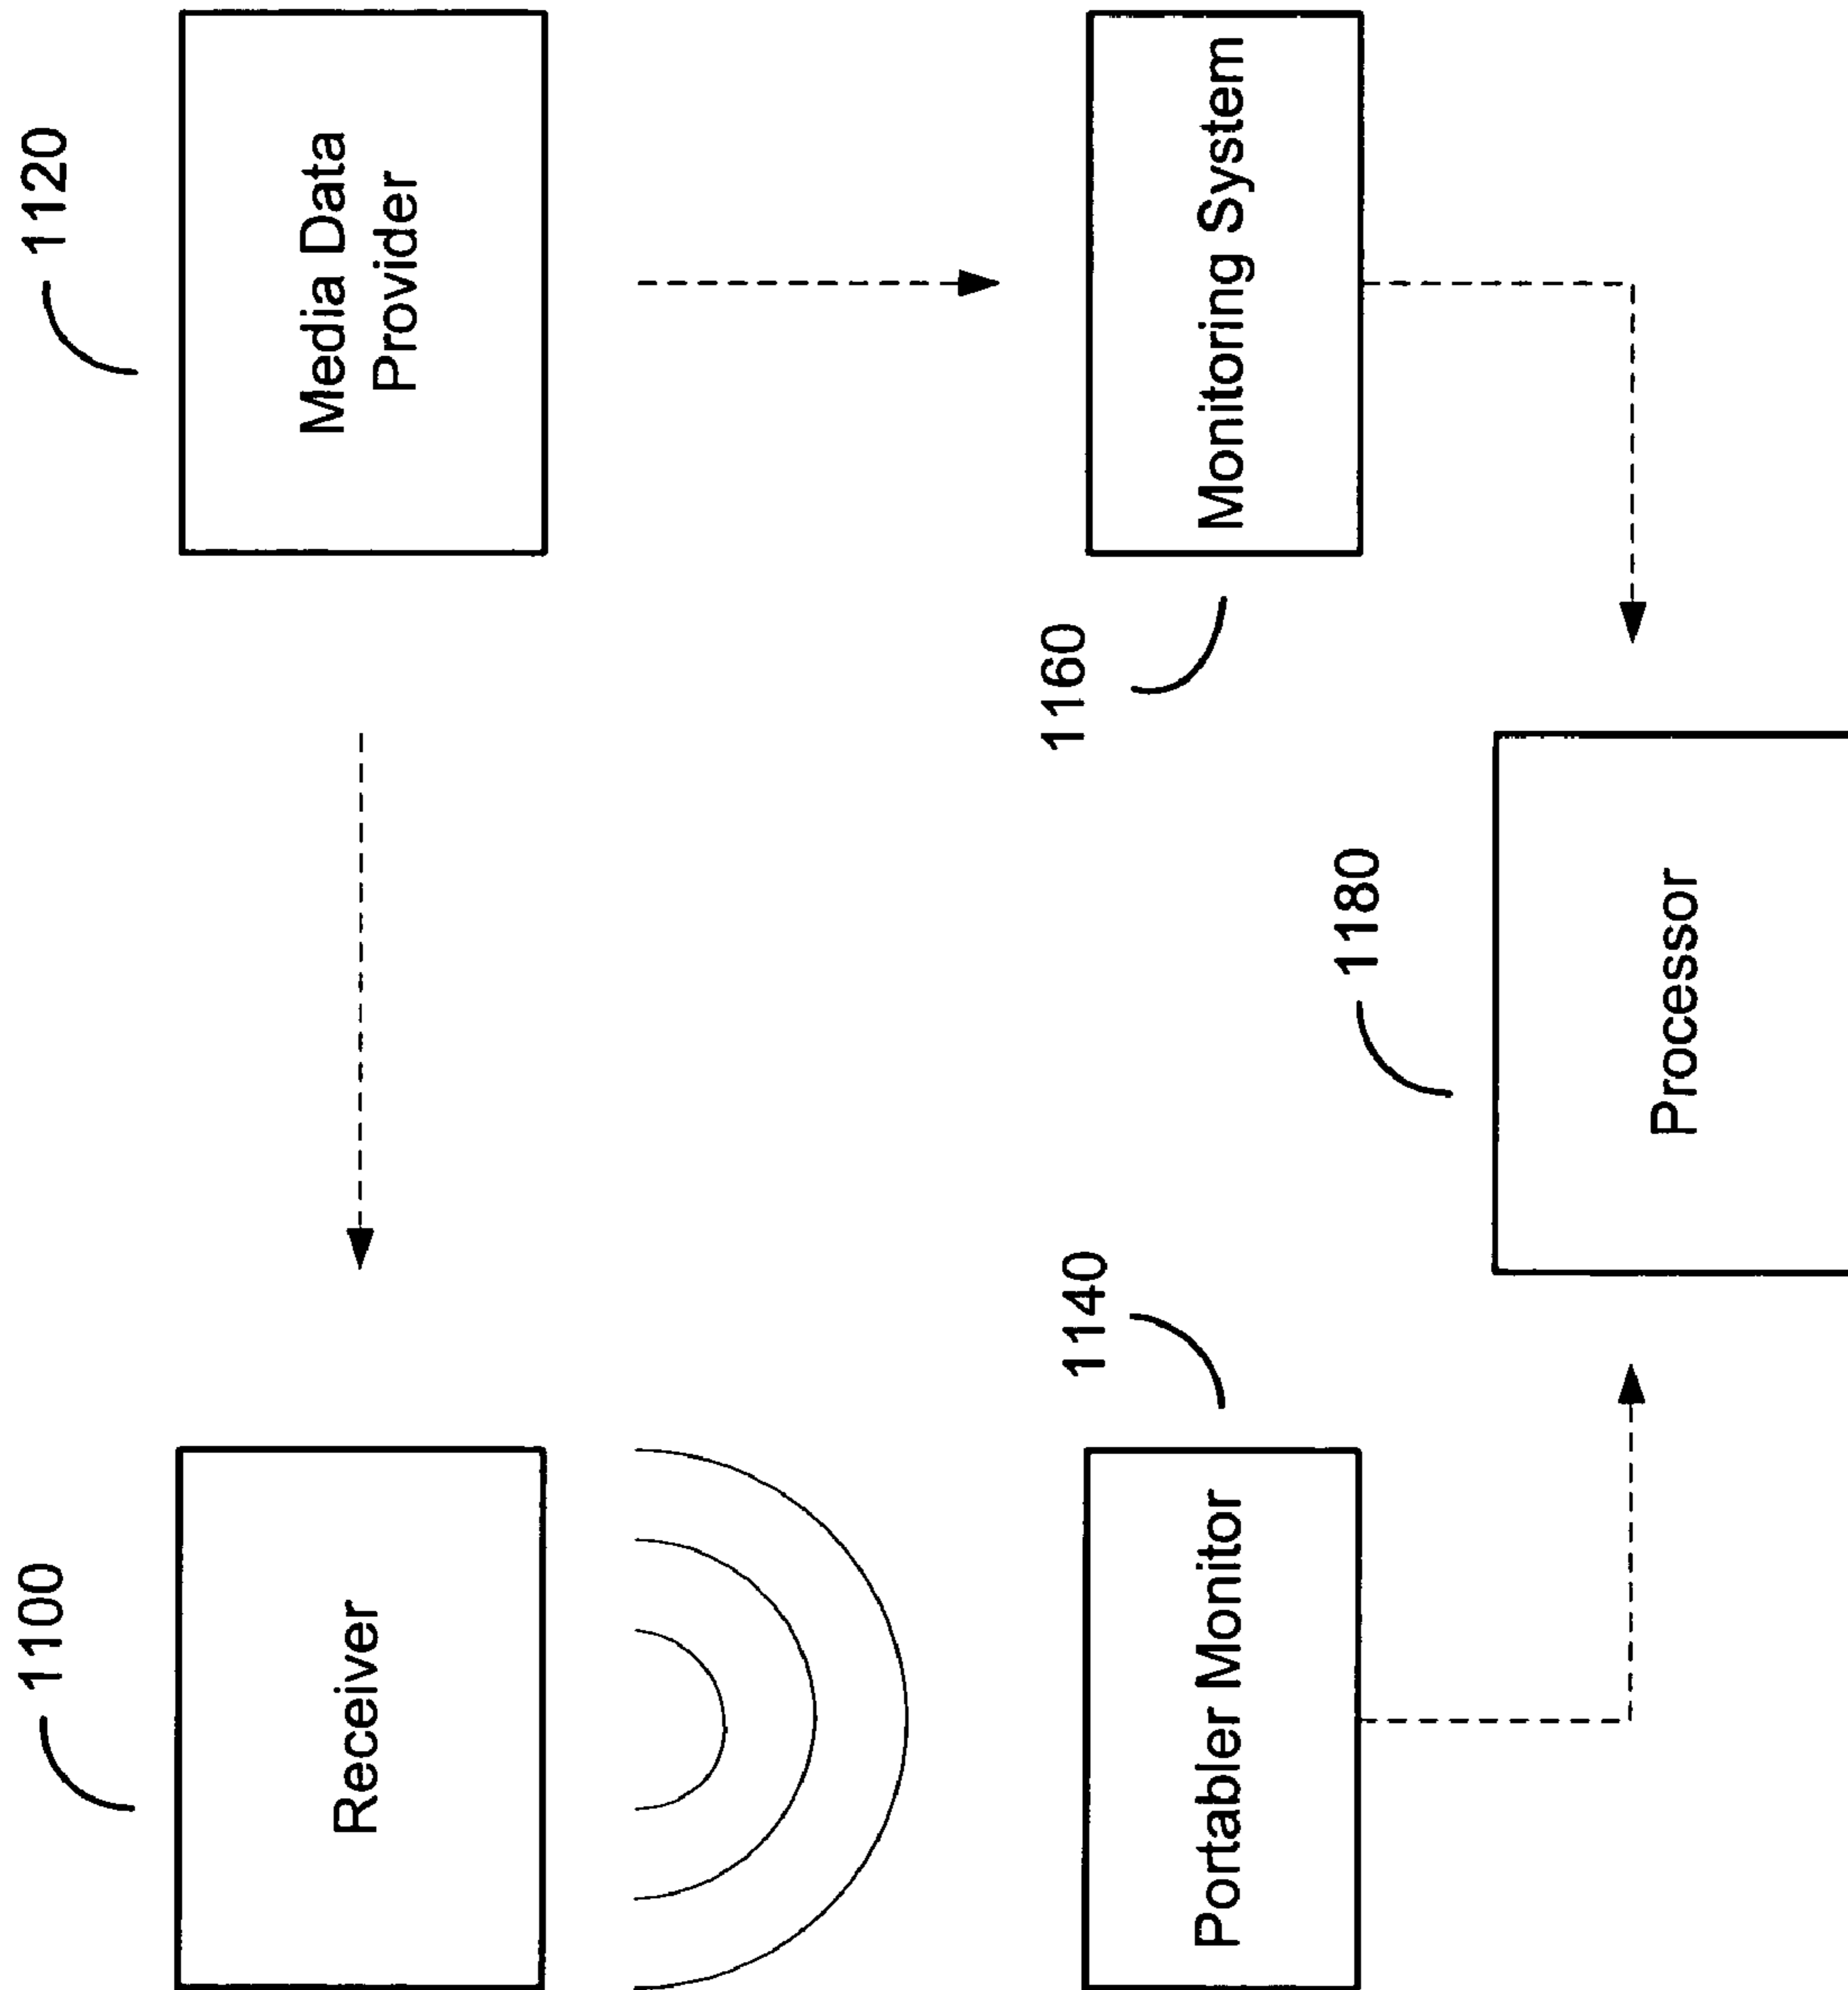 1100
Receiver
1120
Media Data
Provider
1140
Portabler Monitor
1160
Monitoring System
1180
Processor